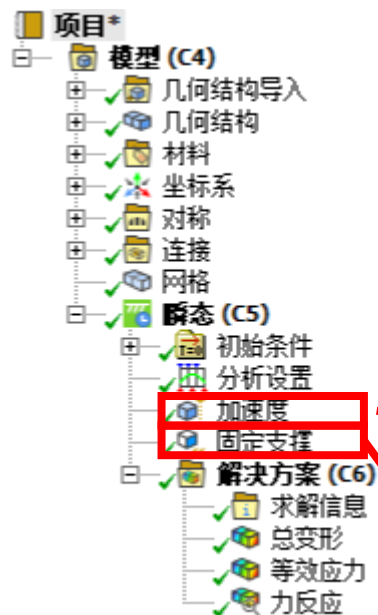 项目*
模型 (C4)
几何结构导入
几何结构
材料
坐标系
对称
连接
网格
瞬态 (C5)
T=0 初始条件
分析设置
加速度
固定支撑
解决方案 (C6)
求解信息
总变形
等效应力
力反应